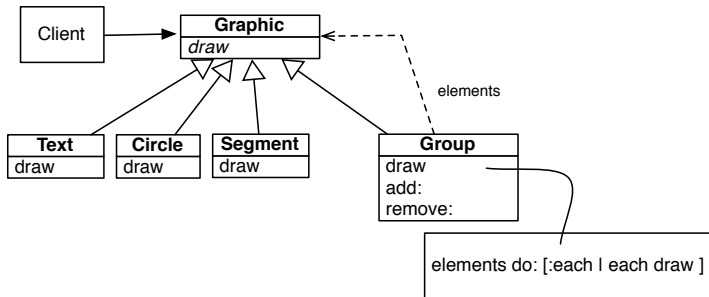 Client
Graphic
draw
elements
Text
draw
Circle
draw
Segment
draw
Group
draw
add:
remove:
elements do: [:each | each draw ]